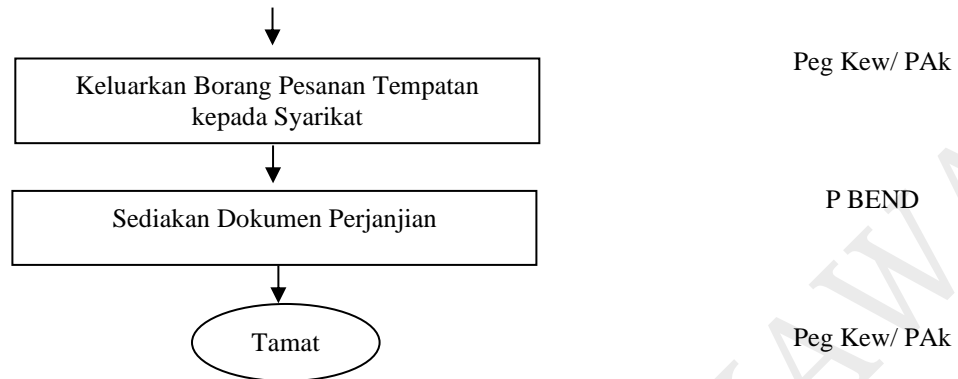 Keluarkan Borang Pesanan Tempatan
kepada Syarikat
Peg Kew/ PAk
Sediakan Dokumen Perjanjian
P BEND
Tamat
Peg Kew/ PAk